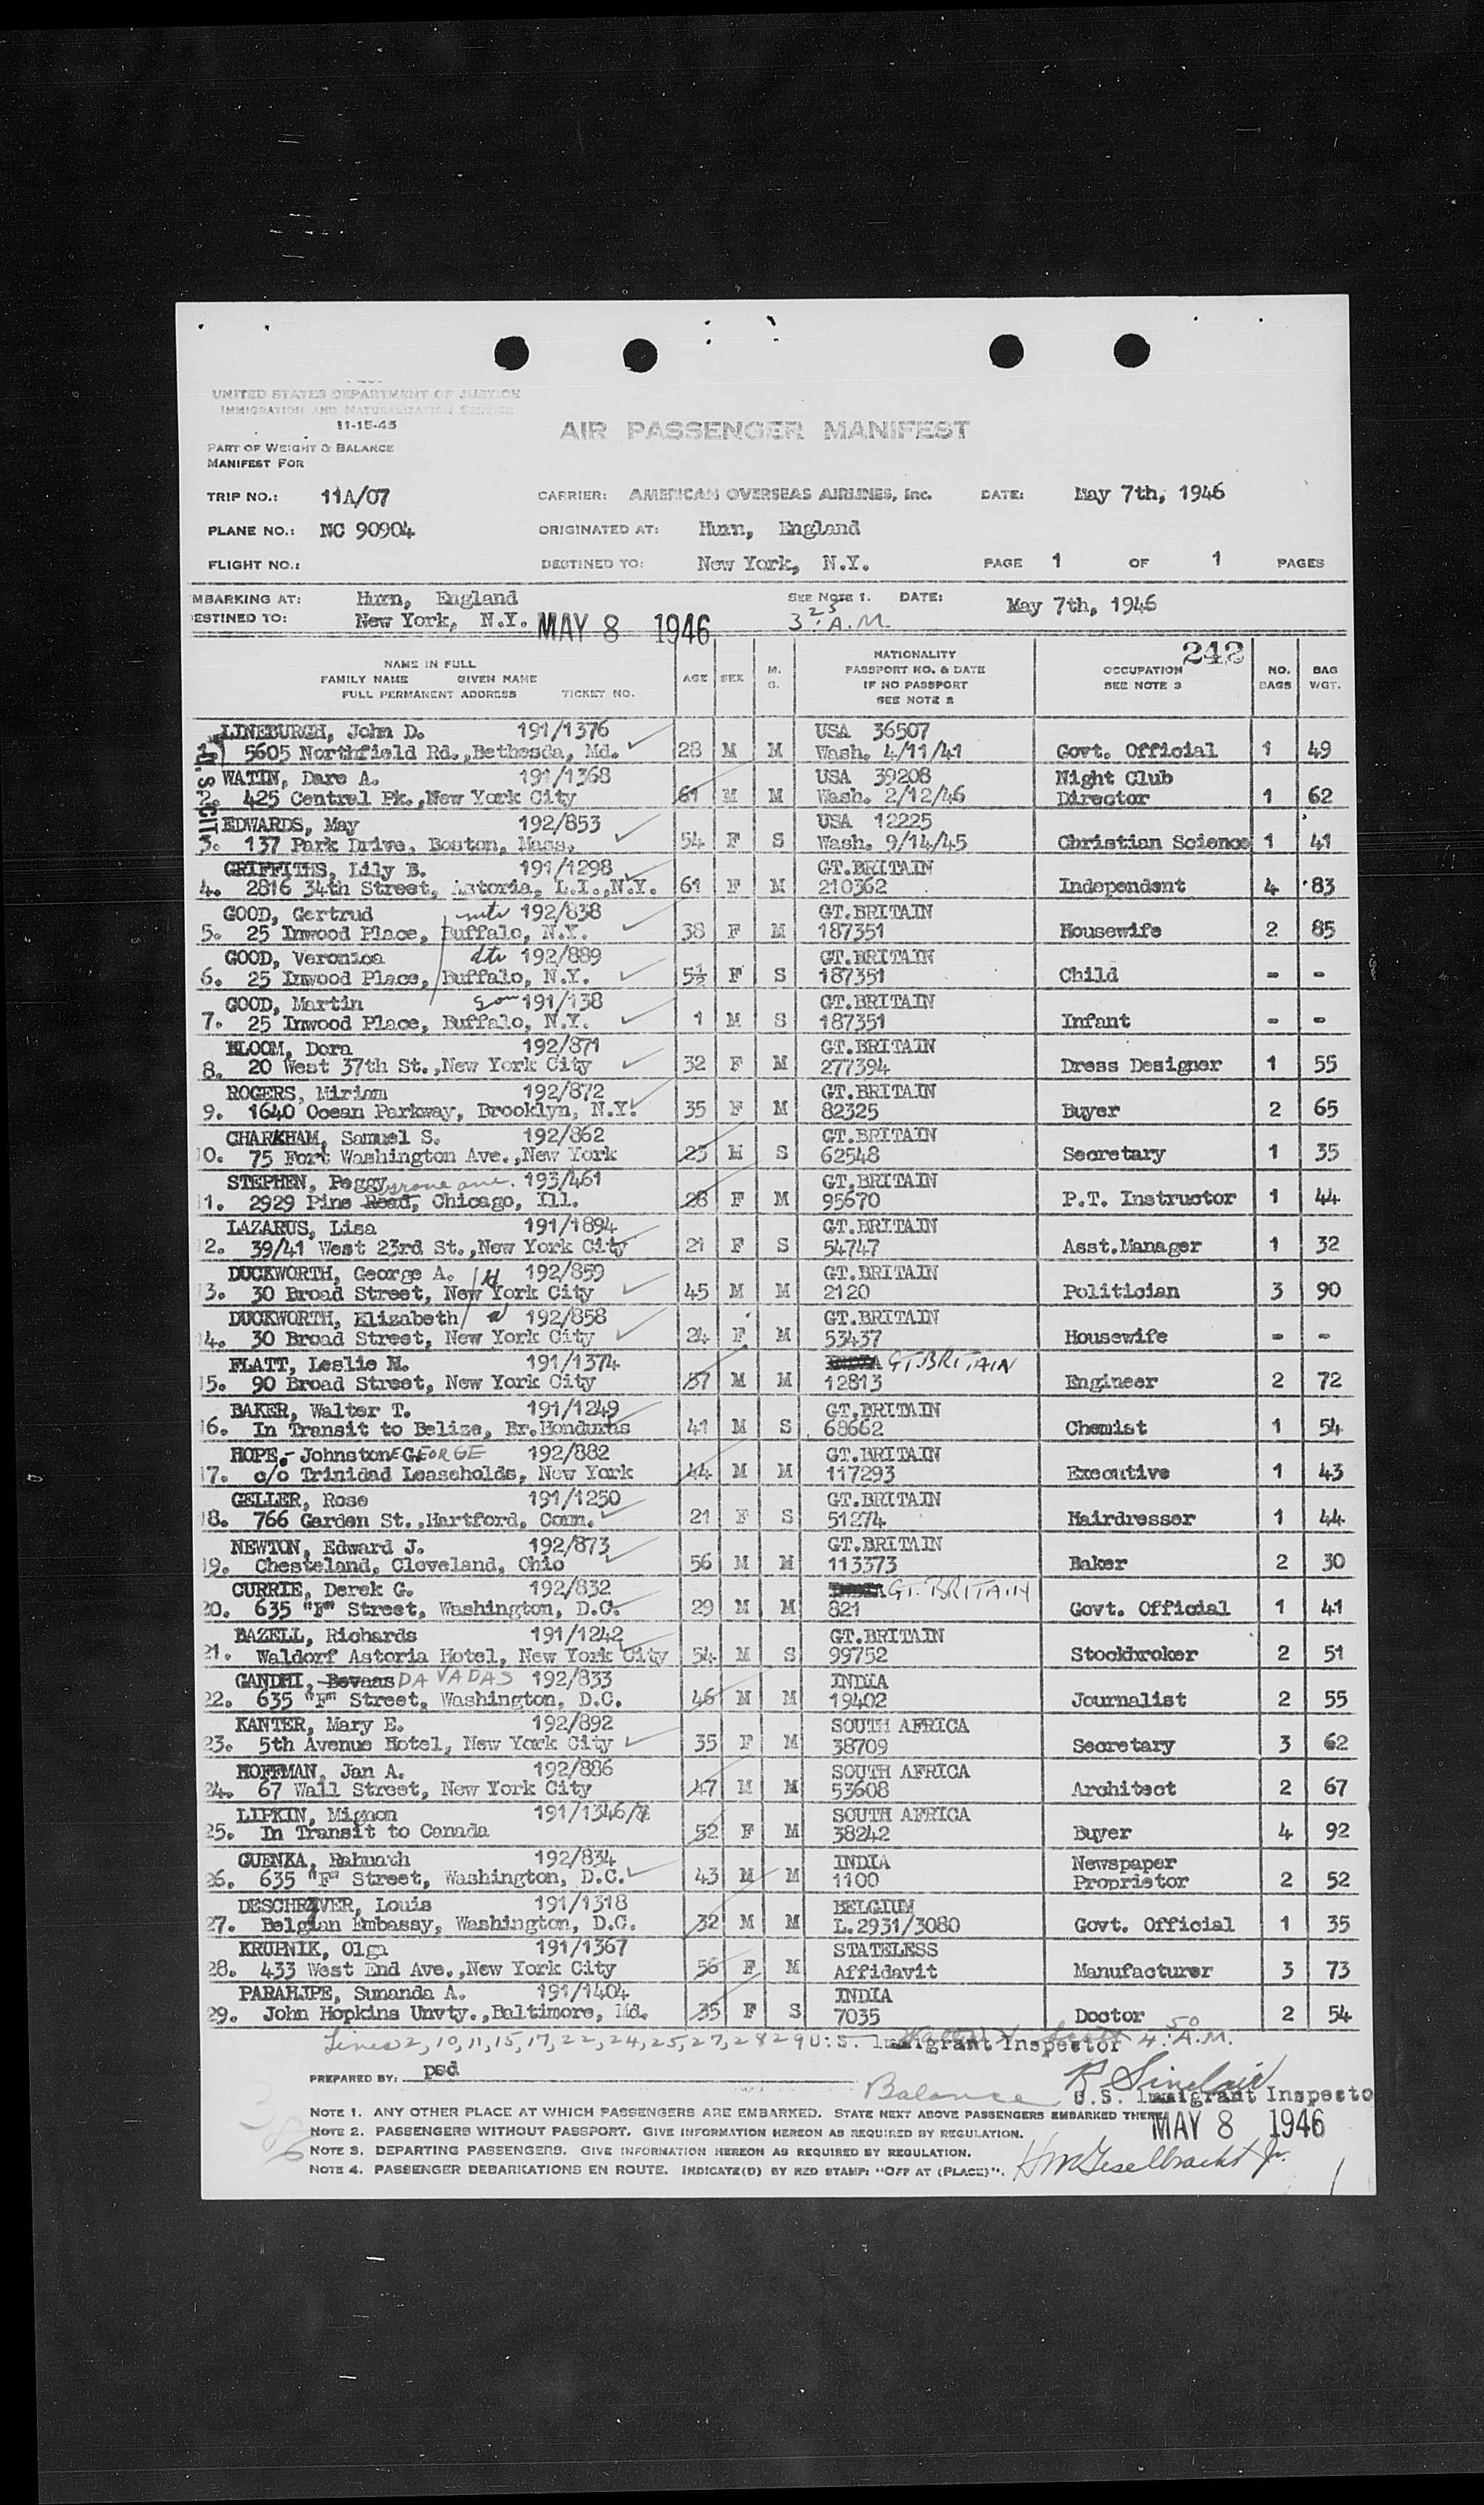 UNITED STATES DEPARTMENT OF JUSTICE
IMMIGRATION AND NATURALIZATION SERVICE
11-15-45
AIR PASSENGER MANIFEST
PART OF WEIGHT & BALANCE
MANIFEST FOR
TRIP NO.: 11A/07 CARRIER: AMERICAN OVERSEAS AIRLINES, Inc. DATE: May 7th, 1946
PLANE NO.: NC 90904 ORIGINATED AT: Hurn, England
FLIGHT NO.: DESTINED TO: New York, N.Y. PAGE 1 OF 1 PAGES
MBARKING AT: Hurn, England SEE NOTE 1. DATE: May 7th, 1946
ESTINED TO: New York, N.Y. MAY 8 1946 3:25 A.M.
242
NAME IN FULL
FAMILY NAME GIVEN NAME
FULL PERMANENT ADDRESS TICKET NO. AGE SEX M. S. NATIONALITY PASSPORT NO. & DATE IF NO PASSPORT SEE NOTE 2 OCCUPATION SEE NOTE 3 NO. BAGS BAG WGT.
U.S. CIT
LINEBURGH, John D. 191/1376 USA 36507
1. 5605 Northfield Rd.,Bethesda, Md. 28 M M Wash. 4/11/41 Govt. Official 1 49
WATIN, Dare A. 191/1368 USA 39208 Night Club
2. 425 Central Pk.,New York City 61 M M Wash. 2/12/46 Director 1 62
EDWARDS, May 192/853 USA 12225
3. 137 Park Drive, Boston, Mass. 54 F S Wash. 9/14/45 Christian Science 1 41
GRIFFITHS, Lily B. 191/1298 GT.BRITAIN
4. 2816 34th Street, Astoria, L.I.,N.Y. 61 F M 210362 Independent 4 83
GOOD, Gertrud 192/838 GT.BRITAIN
5. 25 Inwood Place, Buffalo, N.Y. 38 F M 187351 Housewife 2 85
GOOD, Veronica dtr 192/889 GT.BRITAIN
6. 25 Inwood Place, Buffalo, N.Y. 5½ F S 187351 Child - -
GOOD, Martin son 191/138 GT.BRITAIN
7. 25 Inwood Place, Buffalo, N.Y. 1 M S 187351 Infant - -
BLOOM, Dora 192/871 GT.BRITAIN
8. 20 West 37th St.,New York City 32 F M 277394 Dress Designer 1 55
ROGERS, Miriam 192/872 GT.BRITAIN
9. 1640 Ocean Parkway, Brooklyn, N.Y. 35 F M 82325 Buyer 2 65
CHARKHAM, Samuel S. 192/862 GT.BRITAIN
10. 75 Fort Washington Ave.,New York 23 M S 62548 Secretary 1 35
STEPHEN, Peggy 193/461 GT.BRITAIN
11. 2929 Pine Road, Chicago, Ill. 28 F M 95670 P.T. Instructor 1 44
LAZARUS, Lisa 191/1894 GT.BRITAIN
12. 39/41 West 23rd St.,New York City 21 F S 54747 Asst.Manager 1 32
DUCKWORTH, George A. 192/859 GT.BRITAIN
13. 30 Broad Street, New York City 45 M M 2120 Politician 3 90
DUCKWORTH, Elizabeth 192/858 GT.BRITAIN
14. 30 Broad Street, New York City 24 F M 53437 Housewife - -
FLATT, Leslie N. 191/1374 INDIA GT.BRITAIN
15. 90 Broad Street, New York City 37 M M 12813 Engineer 2 72
BAKER, Walter T. 191/1249 GT.BRITAIN
16. In Transit to Belize, Br.Honduras 41 M S 68662 Chemist 1 54
HOPE,- Johnstone GEORGE 192/882 GT.BRITAIN
17. c/o Trinidad Leaseholds, New York 44 M M 117293 Executive 1 43
GELLER, Rose 191/1250 GT.BRITAIN
18. 766 Garden St.,Hartford, Conn. 21 F S 51274 Hairdresser 1 44
NEWTON, Edward J. 192/873 GT.BRITAIN
19. Chesteland, Cleveland, Ohio 56 M M 113373 Baker 2 30
CURRIE, Derek G. 192/832 GT. BRITAIN
20. 635 "F" Street, Washington, D.C. 29 M M 821 Govt. Official 1 41
BAZELL, Richards 191/1242 GT.BRITAIN
21. Waldorf Astoria Hotel, New York City 54 M S 99752 Stockbroker 2 51
GANDHI, Bevaas DAVADAS 192/833 INDIA
22. 635 "F" Street, Washington, D.C. 46 M M 19402 Journalist 2 55
KANTER, Mary E. 192/892 SOUTH AFRICA
23. 5th Avenue Hotel, New York City 35 F M 38709 Secretary 3 62
HOFFMAN, Jan A. 192/886 SOUTH AFRICA
24. 67 Wall Street, New York City 47 M M 53608 Architect 2 67
LIPKIN, Mignon 191/1346/7 SOUTH AFRICA
25. In Transit to Canada 52 F M 38242 Buyer 4 92
GUENKA, Rahnath 192/834 INDIA Newspaper
26. 635 "F" Street, Washington, D.C. 43 M M 1100 Proprietor 2 52
DESCHRYVER, Louis 191/1318 BELGIUM
27. Belgian Embassy, Washington, D.C. 32 M M L.2931/3080 Govt. Official 1 35
KRUPNIK, Olga 191/1367 STATELESS
28. 433 West End Ave.,New York City 56 F M Affidavit Manufacturer 3 73
PARAHJPE, Sunanda A. 191/1404 INDIA
29. John Hopkins Unvty.,Baltimore, Md. 35 F S 7035 Doctor 2 54
Lines 2, 10, 11, 15, 17, 22, 24, 25, 27, 28 29 U.S. Immigrant Inspector 4:50 A.M.
PREPARED BY: psd
Balance R Sinclair
U.S. Immigrant Inspecto
NOTE 1. ANY OTHER PLACE AT WHICH PASSENGERS ARE EMBARKED. STATE NEXT ABOVE PASSENGERS EMBARKED THERE.
MAY 8 1946
NOTE 2. PASSENGERS WITHOUT PASSPORT. GIVE INFORMATION HEREON AS REQUIRED BY REGULATION.
NOTE 3. DEPARTING PASSENGERS. GIVE INFORMATION HEREON AS REQUIRED BY REGULATION.
NOTE 4. PASSENGER DEBARKATIONS EN ROUTE. INDICATE(D) BY RED STAMP: "OFF AT (PLACE)".
HM Geselbracht Jr.